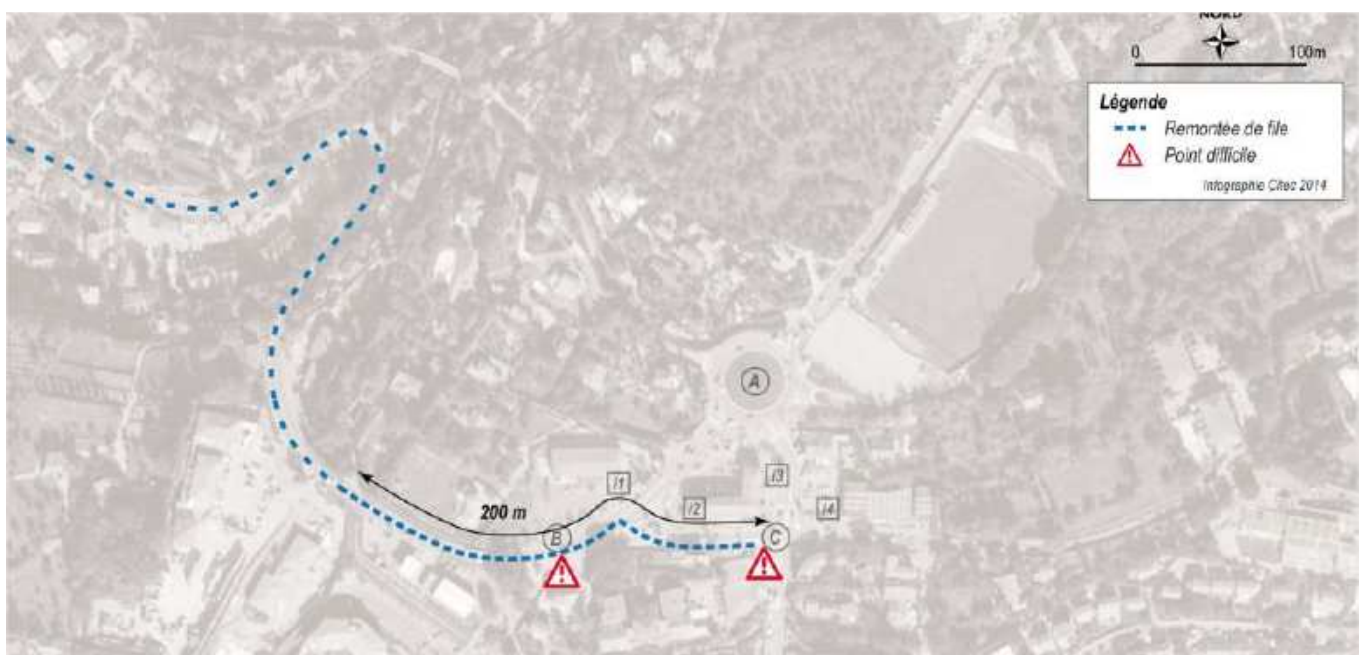 NORD
0 100m
Légende
Remontée de file
Point difficile
Infographie Citec 2014
A
i1
i3
200 m
i2
i4
B
C